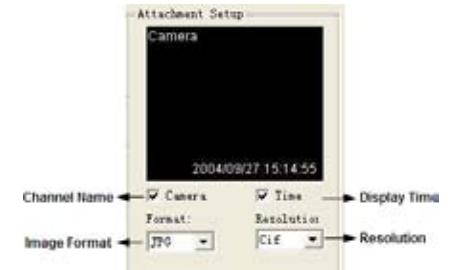 Attachment Setup
Camera
2004/09/27 15:14:55
Channel Name Camera Time Display Time
Format: Resolution
Image Format JPG Cif Resolution